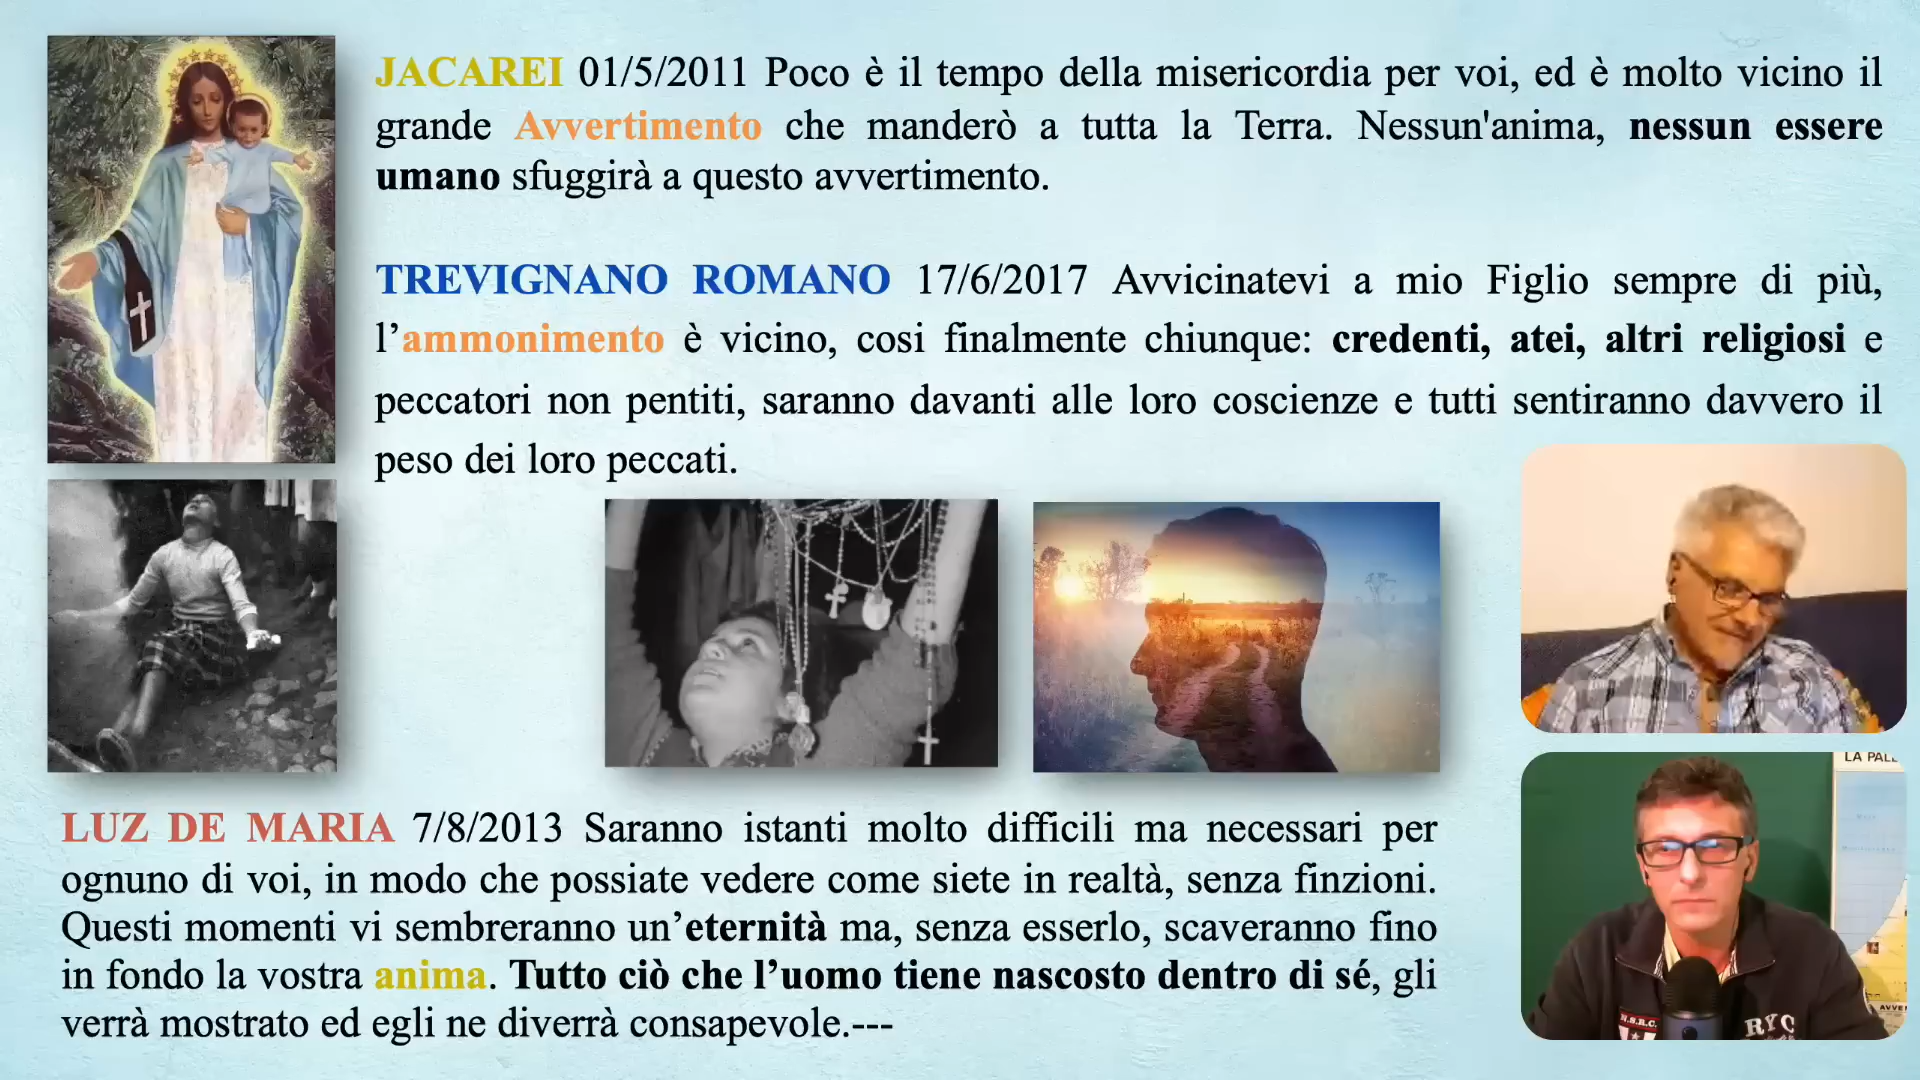 JACAREI 01/5/2011 Poco è il tempo della misericordia per voi, ed è molto vicino il
grande Avvertimento che manderò a tutta la Terra. Nessun'anima, nessun essere
umano sfuggirà a questo avvertimento.
TREVIGNANO ROMANO 17/6/2017 Avvicinatevi a mio Figlio sempre di più,
l’ammonimento è vicino, cosi finalmente chiunque: credenti, atei, altri religiosi e
peccatori non pentiti, saranno davanti alle loro coscienze e tutti sentiranno davvero il
peso dei loro peccati.
LUZ DE MARIA 7/8/2013 Saranno istanti molto difficili ma necessari per
ognuno di voi, in modo che possiate vedere come siete in realtà, senza finzioni.
Questi momenti vi sembreranno un’eternità ma, senza esserlo, scaveranno fino
in fondo la vostra anima. Tutto ciò che l’uomo tiene nascosto dentro di sé, gli
verrà mostrato ed egli ne diverrà consapevole.---
LA PAL
N.S.R.C.
RYC
AVVE